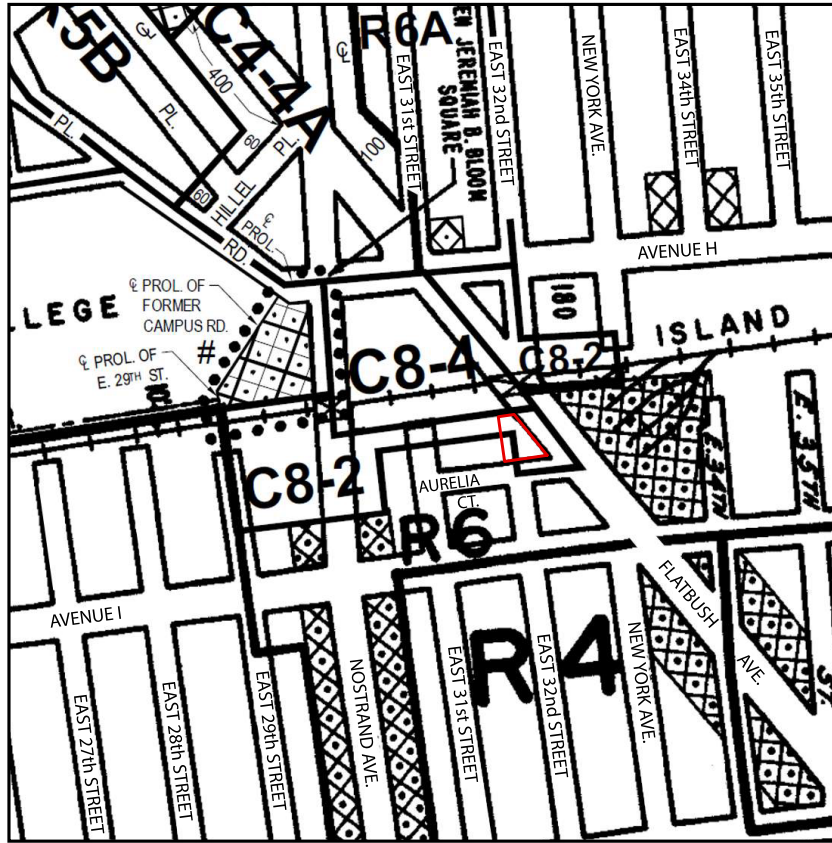 5B
℄
C4-4A
℄
R6A
400
PL.
60
PL.
100
EAST 31st STREET
EN JEREMIAH B. BLOOM
SQUARE
EAST 32nd STREET
NEW YORK AVE.
EAST 34th STREET
EAST 35th STREET
PL.
60
HILLEL
RD.
℄
PROL.
AVENUE H
℄ PROL. OF
FORMER
CAMPUS RD.
LLEGE
180
ISLAND
#
℄ PROL. OF
E. 29TH ST.
C8-4
C8-2
C8-2
AURELIA
CT.
E. 34TH
E. 35TH
R6
AVENUE I
FLATBUSH
AVE.
R4
EAST 27th STREET
EAST 28th STREET
EAST 29th STREET
NOSTRAND AVE.
EAST 31st STREET
EAST 32nd STREET
NEW YORK AVE.